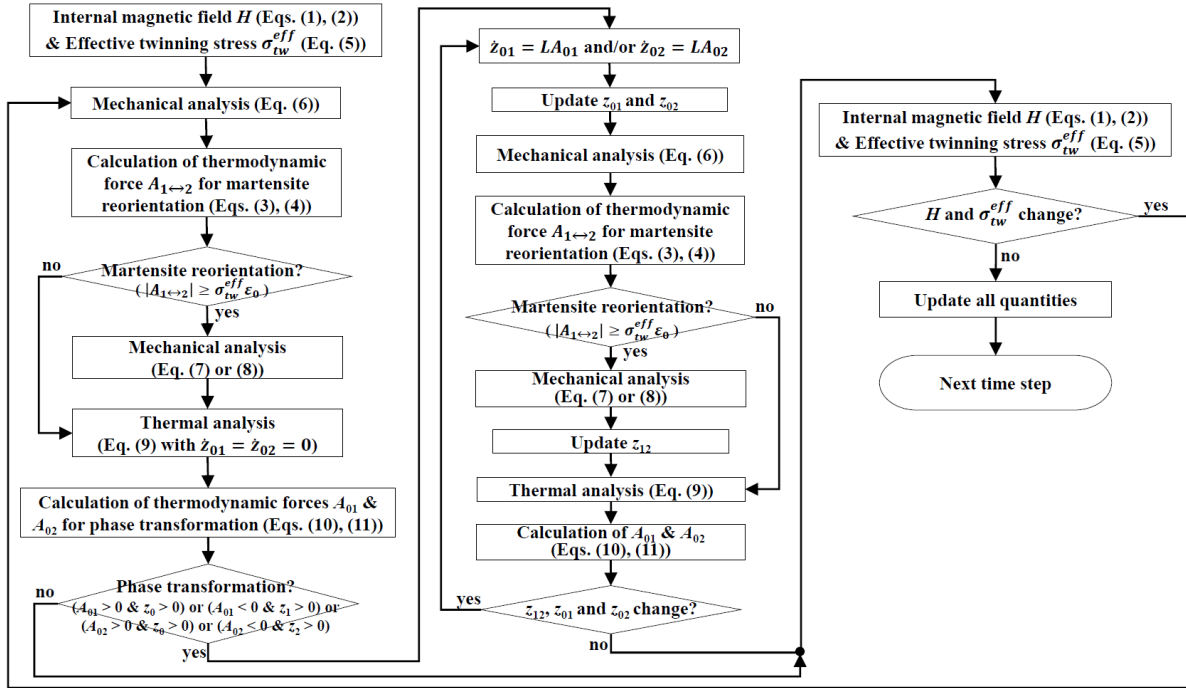 Internal magnetic field H (Eqs. (1), (2))
& Effective twinning stress σ_tw^eff (Eq. (5))
Mechanical analysis (Eq. (6))
Calculation of thermodynamic
force A_{1↔2} for martensite
reorientation (Eqs. (3), (4))
no
Martensite reorientation?
( |A_{1↔2}| ≥ σ_tw^eff ε_0 )
yes
Mechanical analysis
(Eq. (7) or (8))
Thermal analysis
(Eq. (9) with ż_01 = ż_02 = 0)
Calculation of thermodynamic forces A_01 &
A_02 for phase transformation (Eqs. (10), (11))
no
Phase transformation?
(A_01 > 0 & z_0 > 0) or (A_01 < 0 & z_1 > 0) or
(A_02 > 0 & z_0 > 0) or (A_02 < 0 & z_2 > 0)
yes
ż_01 = LA_01 and/or ż_02 = LA_02
Update z_01 and z_02
Mechanical analysis (Eq. (6))
Calculation of thermodynamic
force A_{1↔2} for martensite
reorientation (Eqs. (3), (4))
Martensite reorientation?
( |A_{1↔2}| ≥ σ_tw^eff ε_0 )
no
yes
Mechanical analysis
(Eq. (7) or (8))
Update z_12
Thermal analysis (Eq. (9))
Calculation of A_01 & A_02
(Eqs. (10), (11))
yes
z_12, z_01 and z_02 change?
no
Internal magnetic field H (Eqs. (1), (2))
& Effective twinning stress σ_tw^eff (Eq. (5))
H and σ_tw^eff change?
yes
no
Update all quantities
Next time step